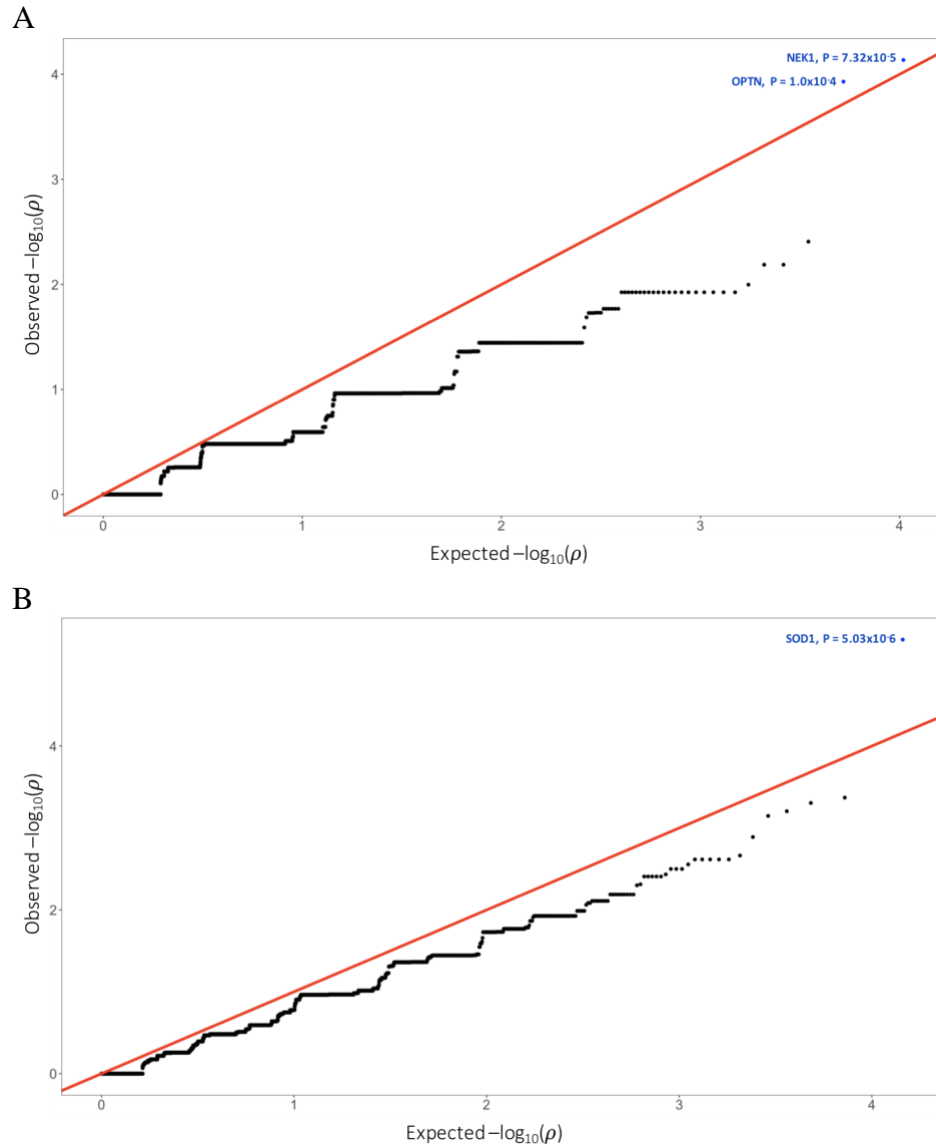 A
NEK1, P = 7.32x10-5
OPTN, P = 1.0x10-4
4
3
2
1
0
Observed −log10(ρ)
0 1 2 3 4
Expected −log10(ρ)
B
SOD1, P = 5.03x10-6
4
2
0
Observed −log10(ρ)
0 1 2 3 4
Expected −log10(ρ)